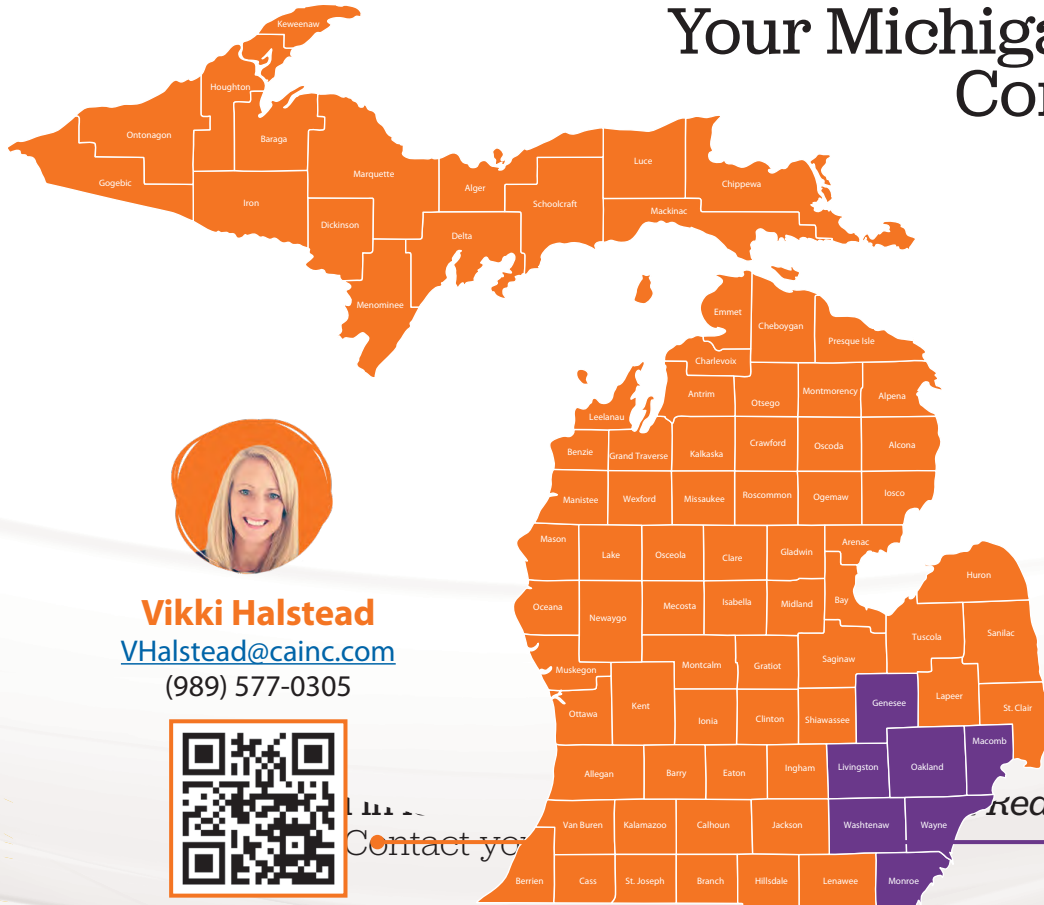 Your Michiga
Con
Keweenaw
Houghton
Ontonagon
Baraga
Gogebic
Iron
Marquette
Dickinson
Menominee
Alger
Delta
Schoolcraft
Luce
Mackinac
Chippewa
Emmet
Cheboygan
Presque Isle
Charlevoix
Antrim
Otsego
Montmorency
Alpena
Leelanau
Benzie
Grand Traverse
Kalkaska
Crawford
Oscoda
Alcona
Manistee
Wexford
Missaukee
Roscommon
Ogemaw
Iosco
Mason
Lake
Osceola
Clare
Gladwin
Arenac
Huron
Oceana
Newaygo
Mecosta
Isabella
Midland
Bay
Tuscola
Sanilac
Muskegon
Montcalm
Gratiot
Saginaw
Ottawa
Kent
Ionia
Clinton
Shiawassee
Genesee
Lapeer
St. Clair
Allegan
Barry
Eaton
Ingham
Livingston
Oakland
Macomb
Van Buren
Kalamazoo
Calhoun
Jackson
Washtenaw
Wayne
Berrien
Cass
St. Joseph
Branch
Hillsdale
Lenawee
Monroe
Vikki Halstead
VHalstead@cainc.com
(989) 577-0305
Red
Contact yo